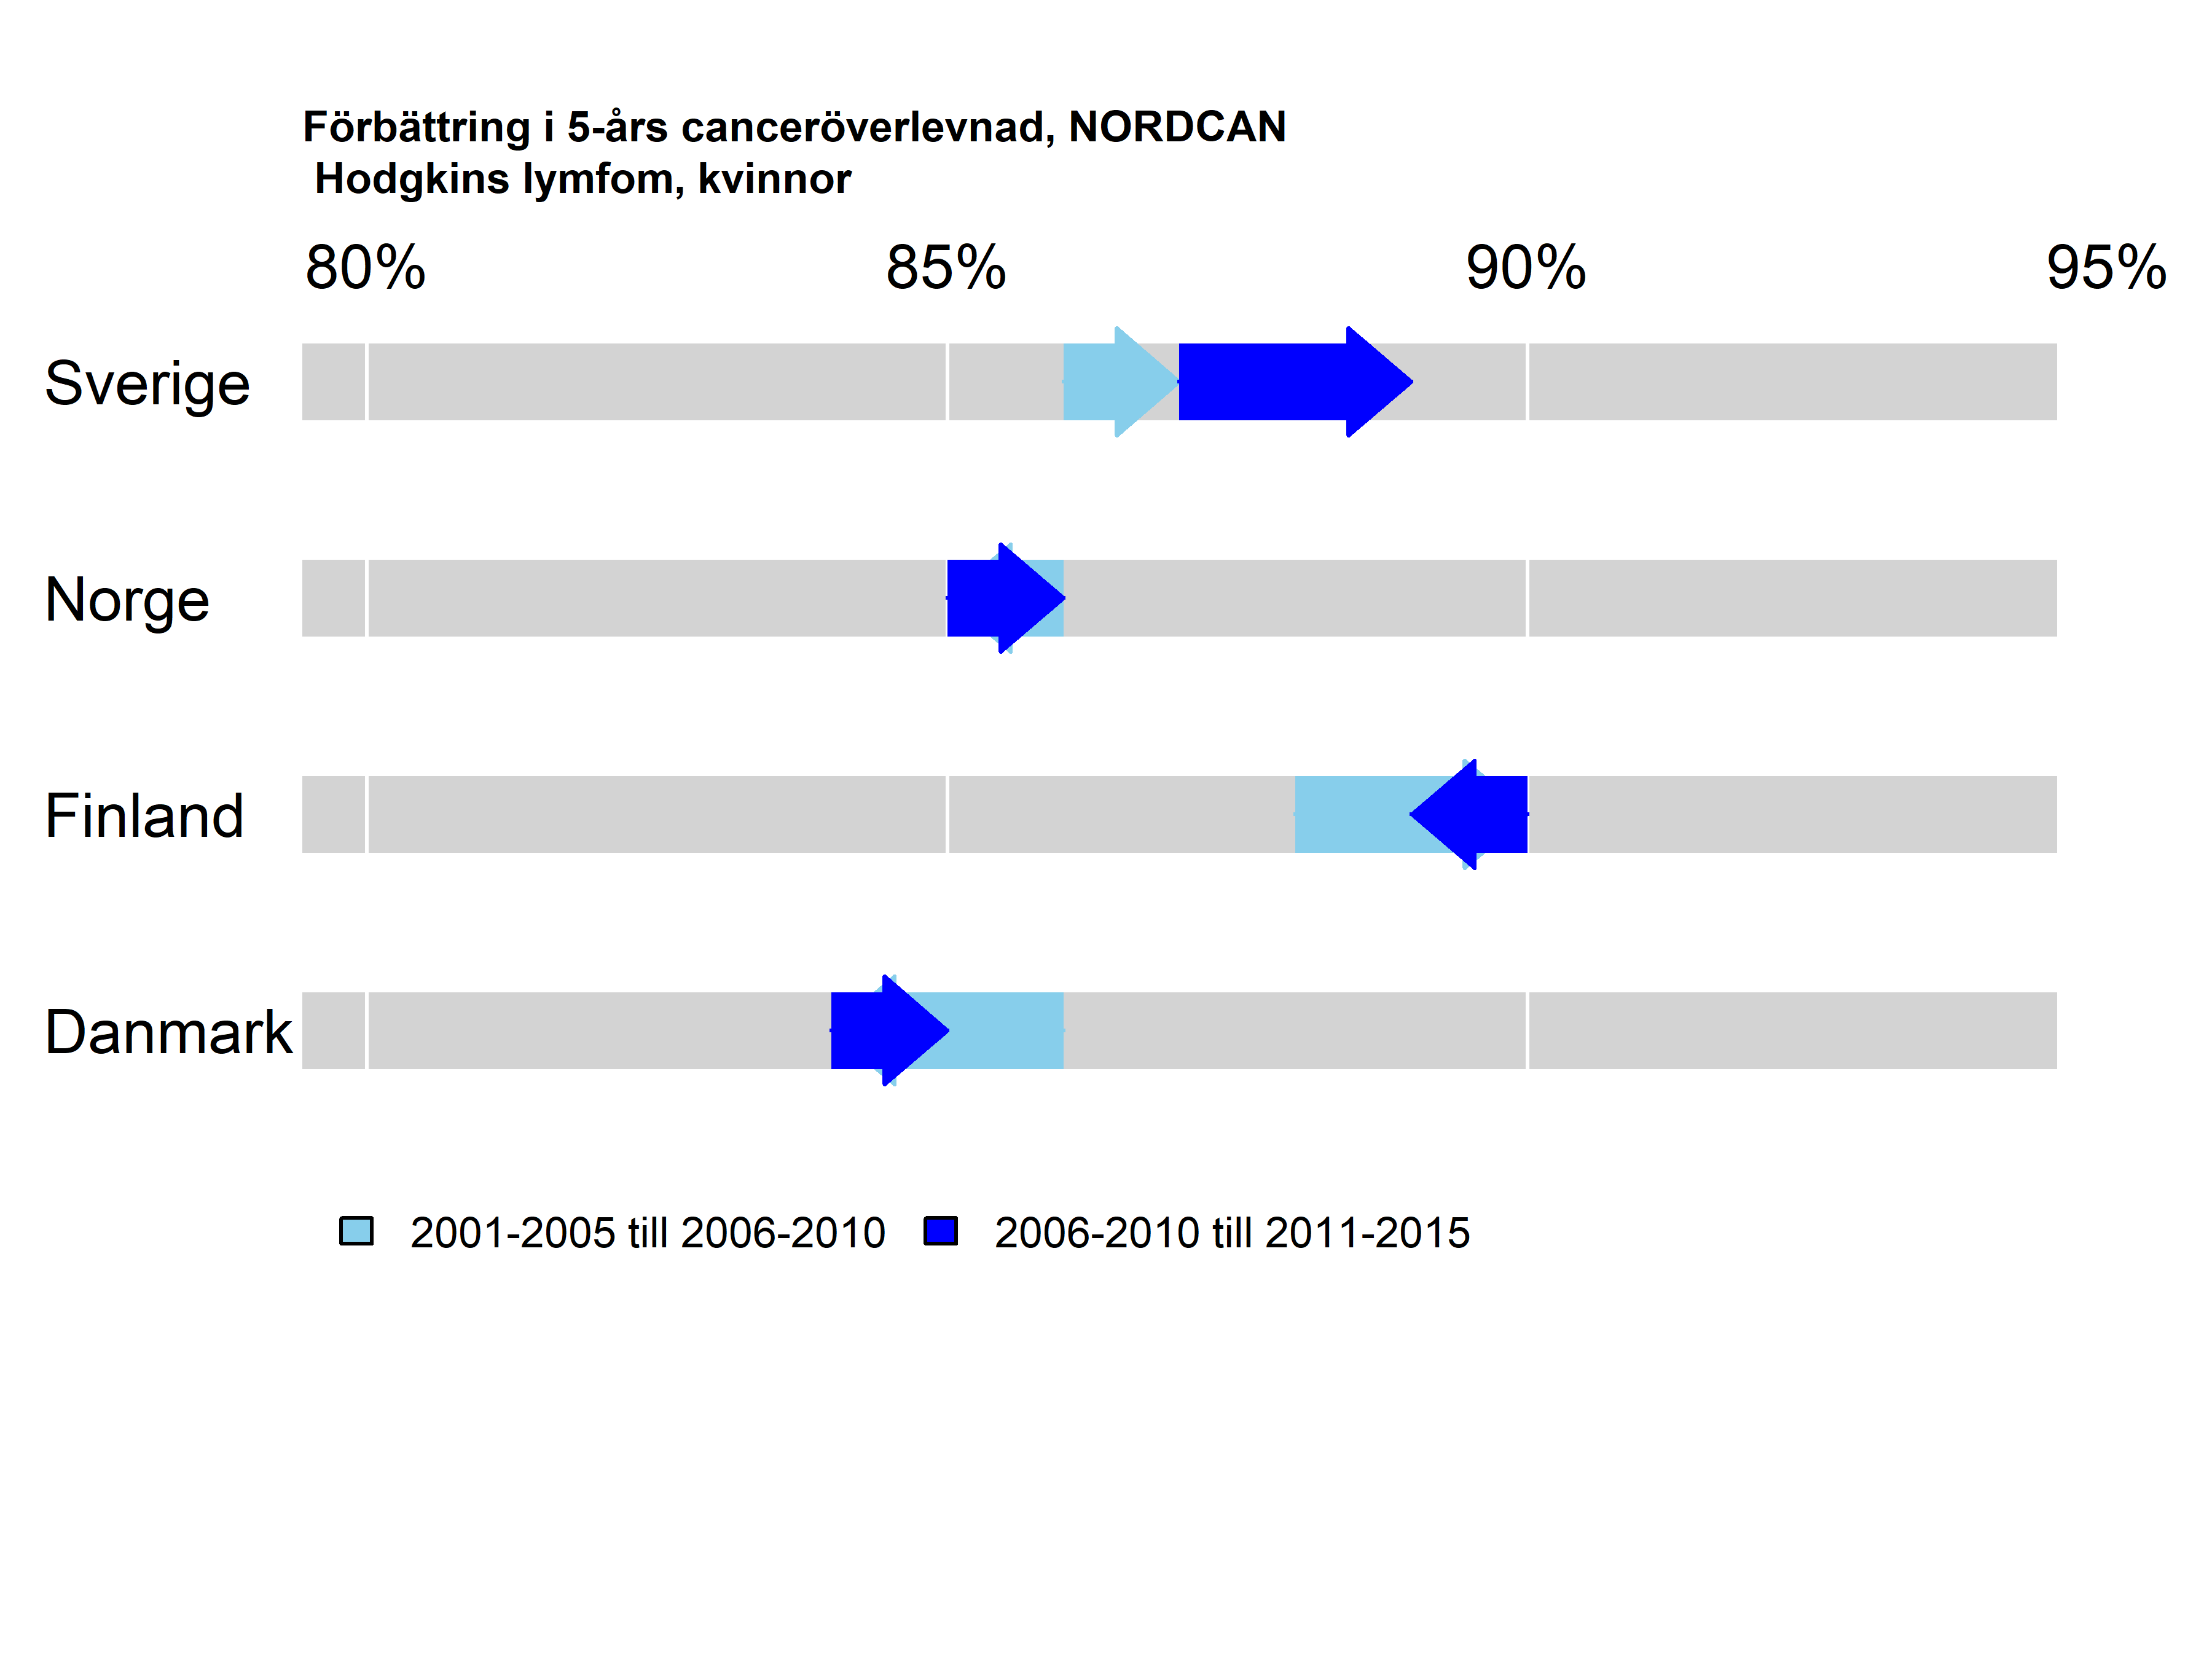 Förbättring i 5-års canceröverlevnad, NORDCAN
Hodgkins lymfom, kvinnor
80% 85% 90% 95%
Sverige
Norge
Finland
Danmark
2001-2005 till 2006-2010 2006-2010 till 2011-2015